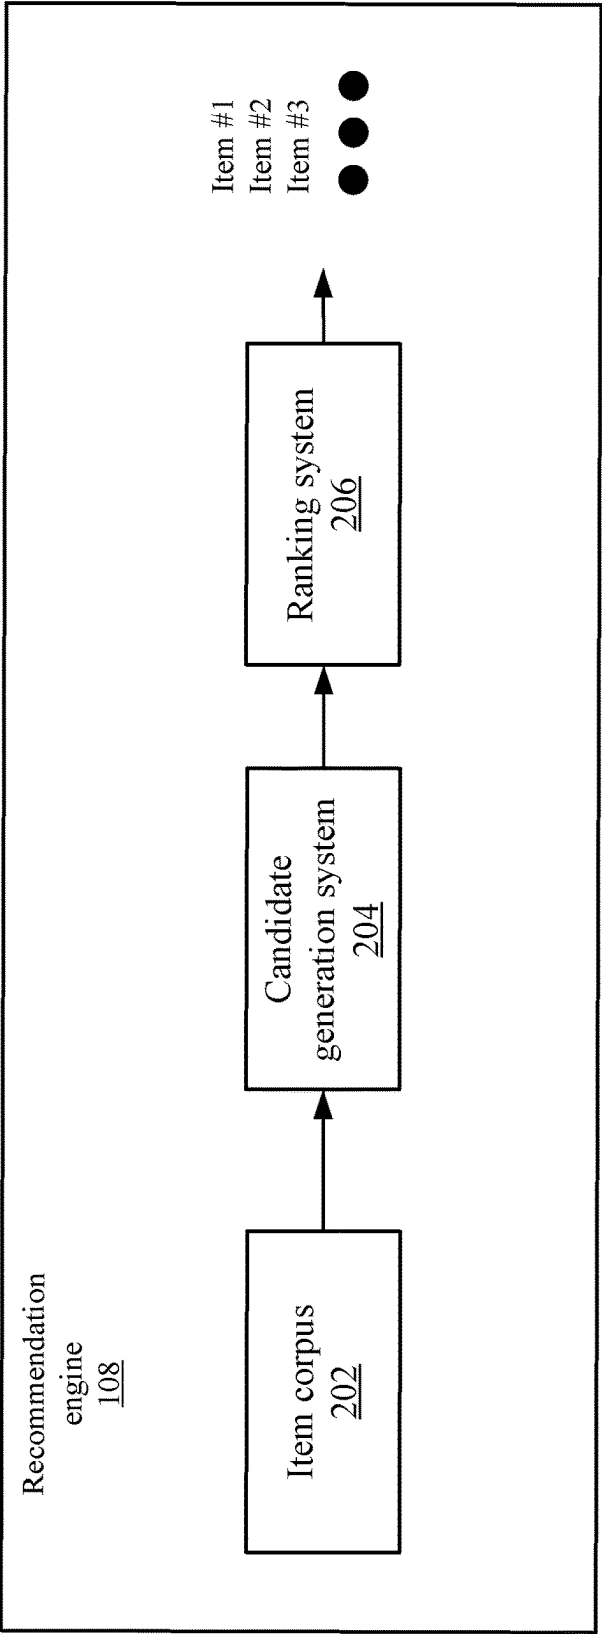 Recommendation
engine
108
Item corpus
202
Candidate
generation system
204
Ranking system
206
Item #1
Item #2
Item #3